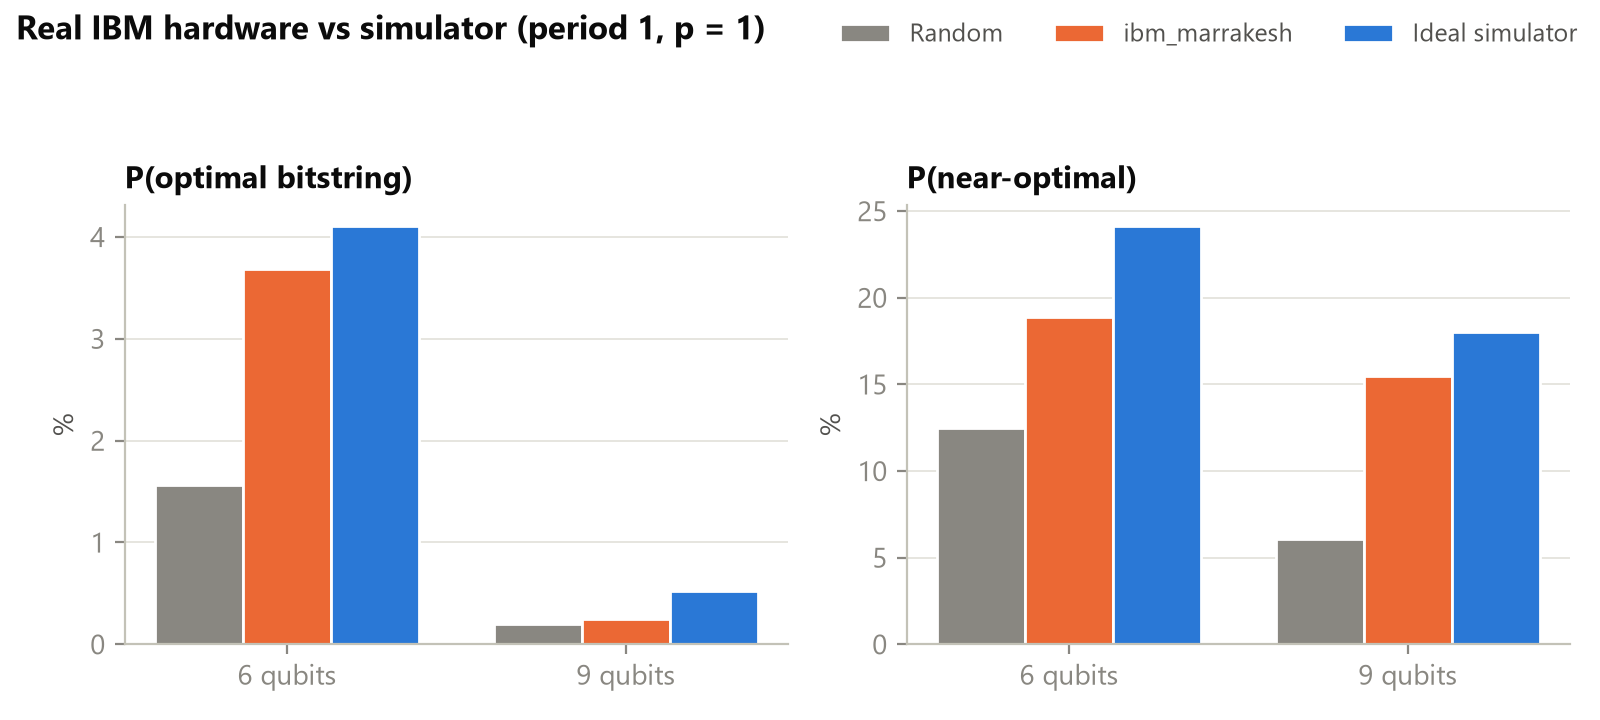 Real IBM hardware vs simulator (period 1, p = 1)
Random
ibm_marrakesh
Ideal simulator
P(optimal bitstring)
4
3
2
1
0
%
6 qubits
9 qubits
P(near-optimal)
25
20
15
10
5
0
%
6 qubits
9 qubits